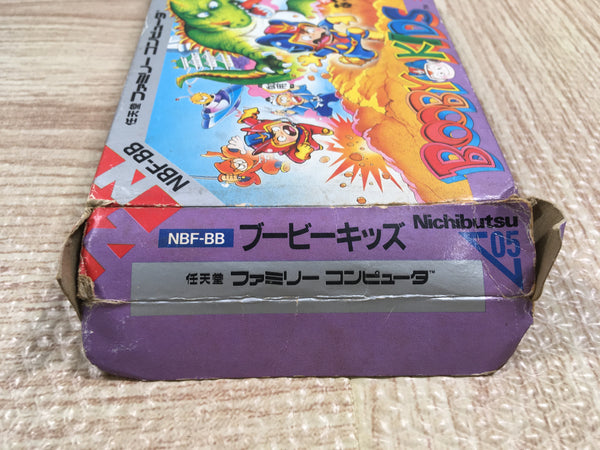 BOOBY KIDS
任天堂 ファミリー コンピュータ
NBF-BB
NBF-BB ブービーキッズ Nichibutsu
05
任天堂 ファミリー コンピュータ™